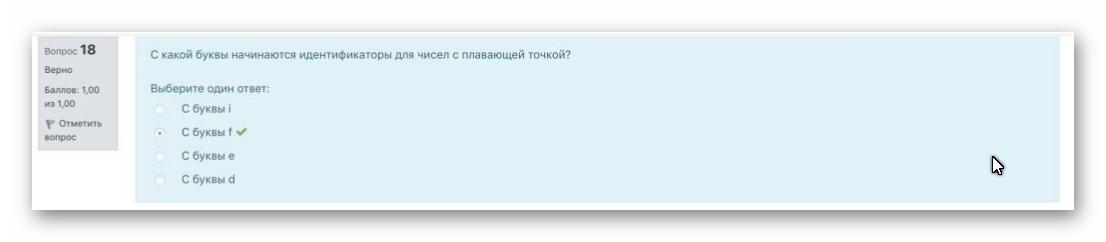 Вопрос 18
Верно
Баллов: 1,00
из 1,00
Отметить
вопрос
С какой буквы начинаются идентификаторы для чисел с плавающей точкой?
Выберите один ответ:
С буквы i
С буквы f
С буквы e
С буквы d